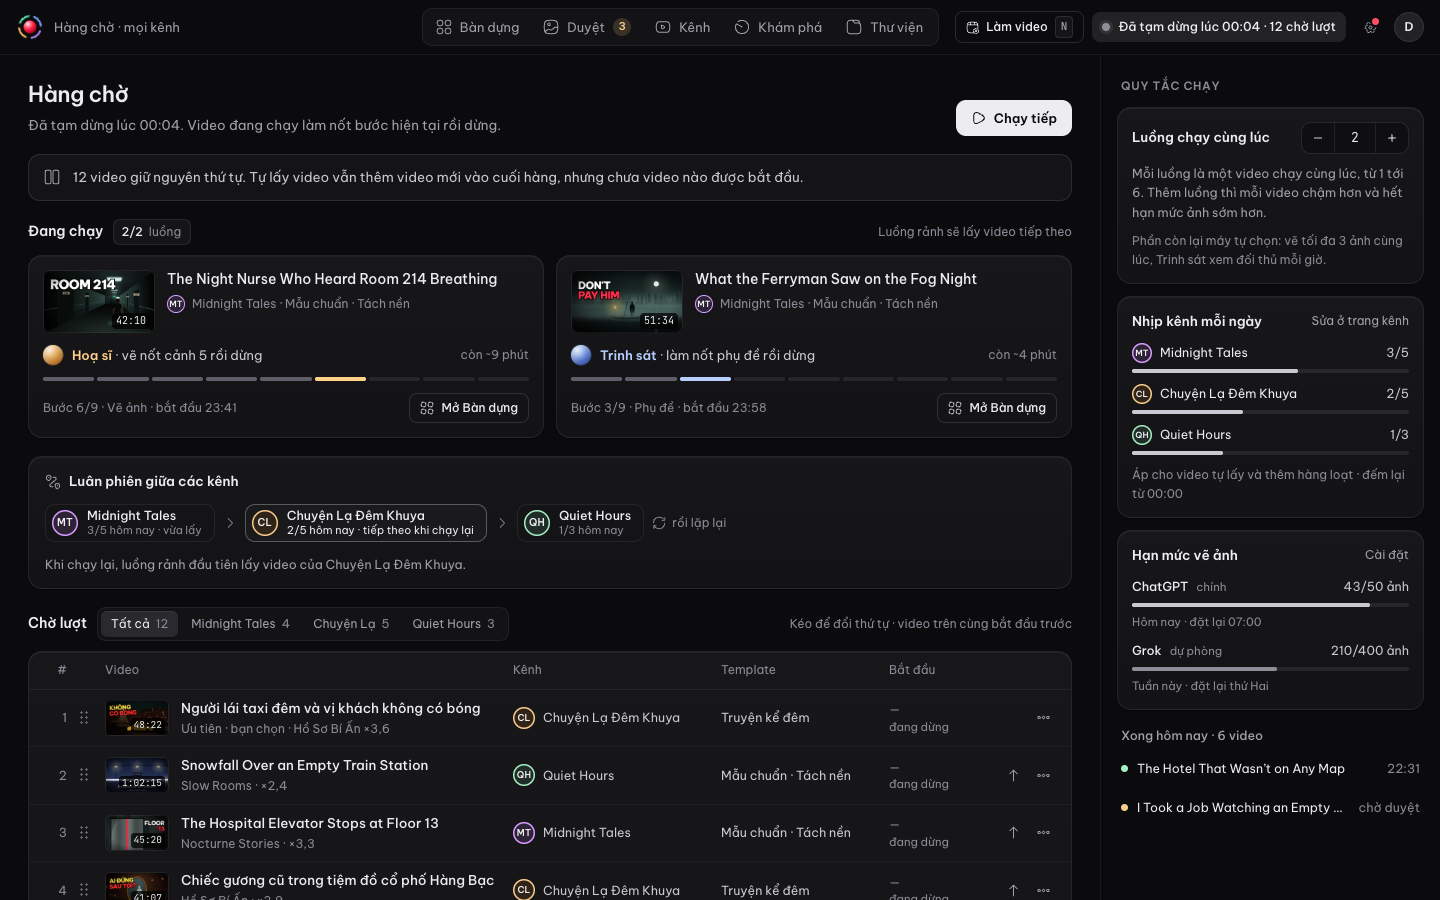 Hàng chờ · mọi kênh
Bàn dựng
Duyệt 3
Kênh
Khám phá
Thư viện
Làm video N
Đã tạm dừng lúc 00:04 · 12 chờ lượt
D
Hàng chờ
Đã tạm dừng lúc 00:04. Video đang chạy làm nốt bước hiện tại rồi dừng.
Chạy tiếp
12 video giữ nguyên thứ tự. Tự lấy video vẫn thêm video mới vào cuối hàng, nhưng chưa video nào được bắt đầu.
Đang chạy 2/2 luồng
Luồng rảnh sẽ lấy video tiếp theo
ROOM 214
42:10
The Night Nurse Who Heard Room 214 Breathing
MT Midnight Tales · Mẫu chuẩn · Tách nền
Hoạ sĩ · vẽ nốt cảnh 5 rồi dừng
còn ~9 phút
Bước 6/9 · Vẽ ảnh · bắt đầu 23:41
Mở Bàn dựng
DON'T
PAY HIM
51:34
What the Ferryman Saw on the Fog Night
MT Midnight Tales · Mẫu chuẩn · Tách nền
Trinh sát · làm nốt phụ đề rồi dừng
còn ~4 phút
Bước 3/9 · Phụ đề · bắt đầu 23:58
Mở Bàn dựng
Luân phiên giữa các kênh
MT Midnight Tales
3/5 hôm nay · vừa lấy
CL Chuyện Lạ Đêm Khuya
2/5 hôm nay · tiếp theo khi chạy lại
QH Quiet Hours
1/3 hôm nay
rồi lặp lại
Khi chạy lại, luồng rảnh đầu tiên lấy video của Chuyện Lạ Đêm Khuya.
Chờ lượt
Tất cả 12
Midnight Tales 4
Chuyện Lạ 5
Quiet Hours 3
Kéo để đổi thứ tự · video trên cùng bắt đầu trước
# Video Kênh Template Bắt đầu
1
KHÔNG
CÓ BÓNG
48:22
Người lái taxi đêm và vị khách không có bóng
Ưu tiên · bạn chọn · Hồ Sơ Bí Ẩn ×3,6
CL Chuyện Lạ Đêm Khuya
Truyện kể đêm
—
đang dừng
2
1:02:15
Snowfall Over an Empty Train Station
Slow Rooms · ×2,4
QH Quiet Hours
Mẫu chuẩn · Tách nền
—
đang dừng
3
FLOOR
13
45:20
The Hospital Elevator Stops at Floor 13
Nocturne Stories · ×3,3
MT Midnight Tales
Mẫu chuẩn · Tách nền
—
đang dừng
4
AI ĐỨNG
SAU TÔI
41:07
Chiếc gương cũ trong tiệm đồ cổ phố Hàng Bạc
Hồ Sơ Bí Ẩn · ×2,9
CL Chuyện Lạ Đêm Khuya
Truyện kể đêm
—
đang dừng
QUY TẮC CHẠY
Luồng chạy cùng lúc
− 2 +
Mỗi luồng là một video chạy cùng lúc, từ 1 tới
6. Thêm luồng thì mỗi video chậm hơn và hết
hạn mức ảnh sớm hơn.
Phần còn lại máy tự chọn: vẽ tối đa 3 ảnh cùng
lúc, Trinh sát xem đối thủ mỗi giờ.
Nhịp kênh mỗi ngày
Sửa ở trang kênh
MT Midnight Tales 3/5
CL Chuyện Lạ Đêm Khuya 2/5
QH Quiet Hours 1/3
Áp cho video tự lấy và thêm hàng loạt · đếm lại
từ 00:00
Hạn mức vẽ ảnh
Cài đặt
ChatGPT chính 43/50 ảnh
Hôm nay · đặt lại 07:00
Grok dự phòng 210/400 ảnh
Tuần này · đặt lại thứ Hai
Xong hôm nay · 6 video
The Hotel That Wasn't on Any Map 22:31
I Took a Job Watching an Empty ... chờ duyệt